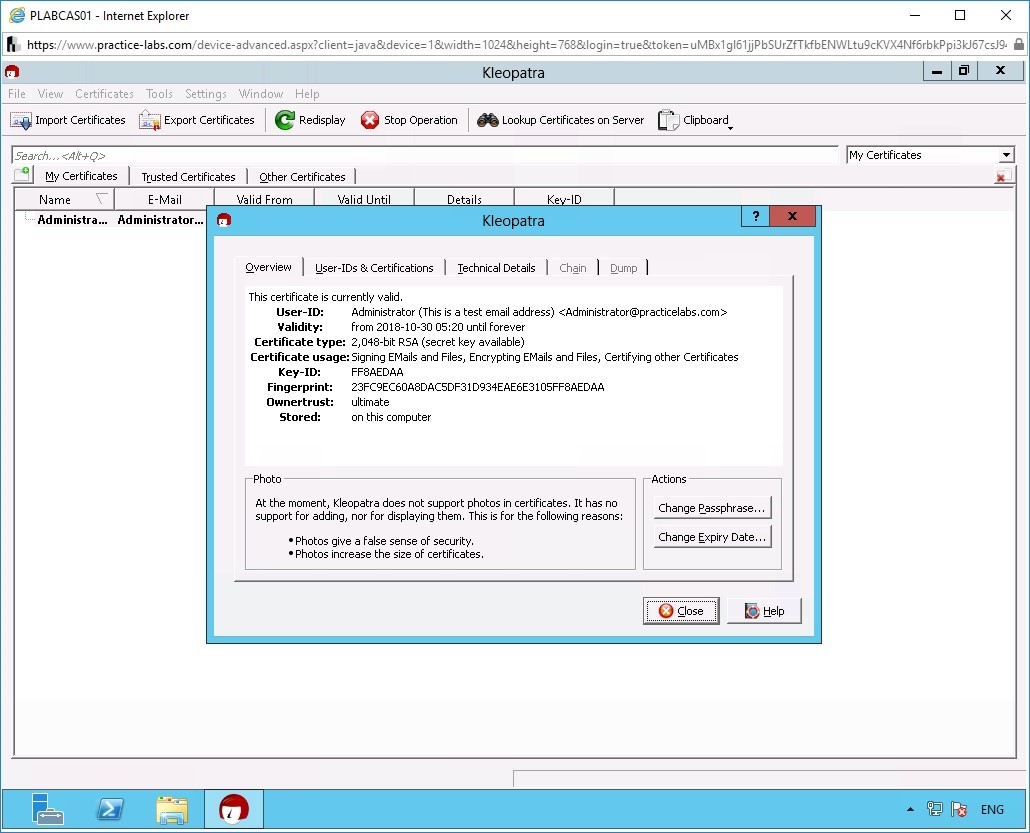 PLABCAS01 - Internet Explorer
https://www.practice-labs.com/device-advanced.aspx?client=java&device=1&width=1024&height=768&login=true&token=uMBx1gI61jjPbSUrZfTkfbENWLtu9cKVX4Nf6rbkPpi3kJ67csJ9
Kleopatra
File View Certificates Tools Settings Window Help
Import Certificates Export Certificates Redisplay Stop Operation Lookup Certificates on Server Clipboard
Search...<Alt+Q> My Certificates
My Certificates Trusted Certificates Other Certificates
Name E-Mail Valid From Valid Until Details Key-ID
Administra... Administrator...
Kleopatra
Overview User-IDs & Certifications Technical Details Chain Dump
This certificate is currently valid.
User-ID: Administrator (This is a test email address) <Administrator@practicelabs.com>
Validity: from 2018-10-30 05:20 until forever
Certificate type: 2,048-bit RSA (secret key available)
Certificate usage: Signing EMails and Files, Encrypting EMails and Files, Certifying other Certificates
Key-ID: FF8AEDAA
Fingerprint: 23FC9EC60A8DAC5DF31D934EAE6E3105FF8AEDAA
Ownertrust: ultimate
Stored: on this computer
Photo
At the moment, Kleopatra does not support photos in certificates. It has no
support for adding, nor for displaying them. This is for the following reasons:
•Photos give a false sense of security.
•Photos increase the size of certificates.
Actions
Change Passphrase...
Change Expiry Date...
Close Help
ENG